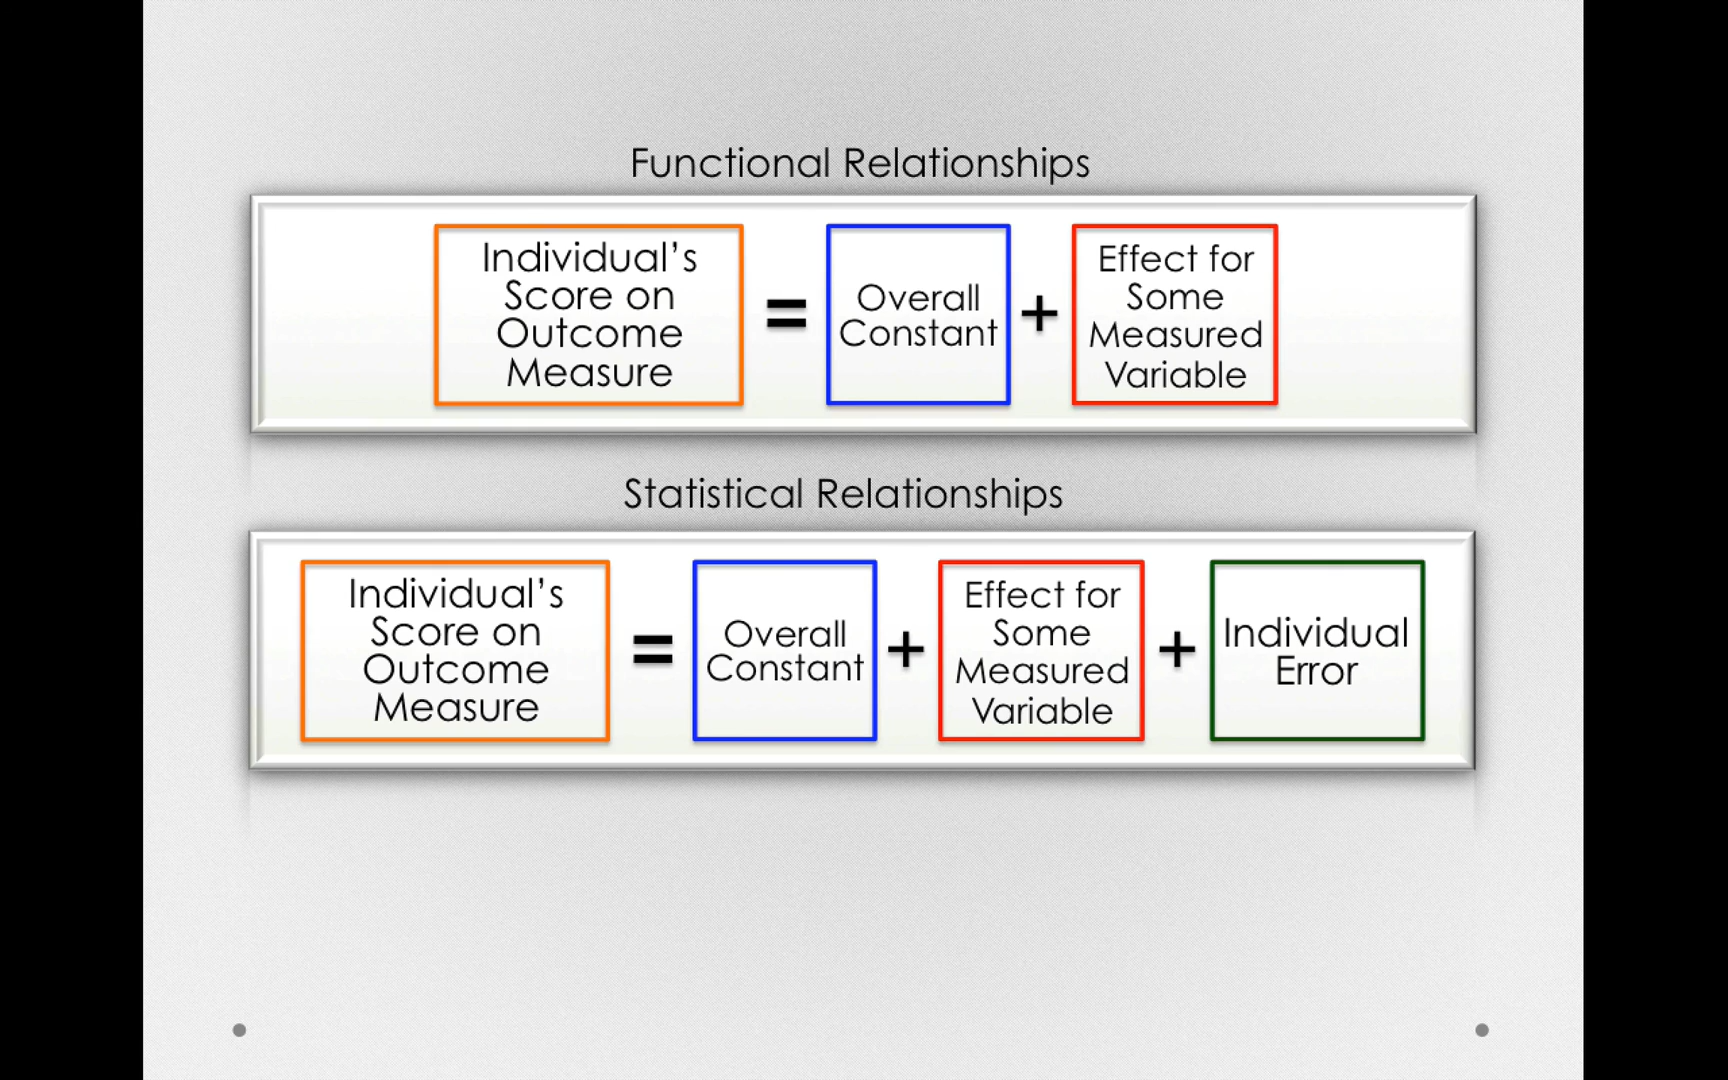 Functional Relationships
Individual's
Score on
Outcome
Measure
=
Overall
Constant
+
Effect for
Some
Measured
Variable
Statistical Relationships
Individual's
Score on
Outcome
Measure
=
Overall
Constant
+
Effect for
Some
Measured
Variable
+
Individual
Error